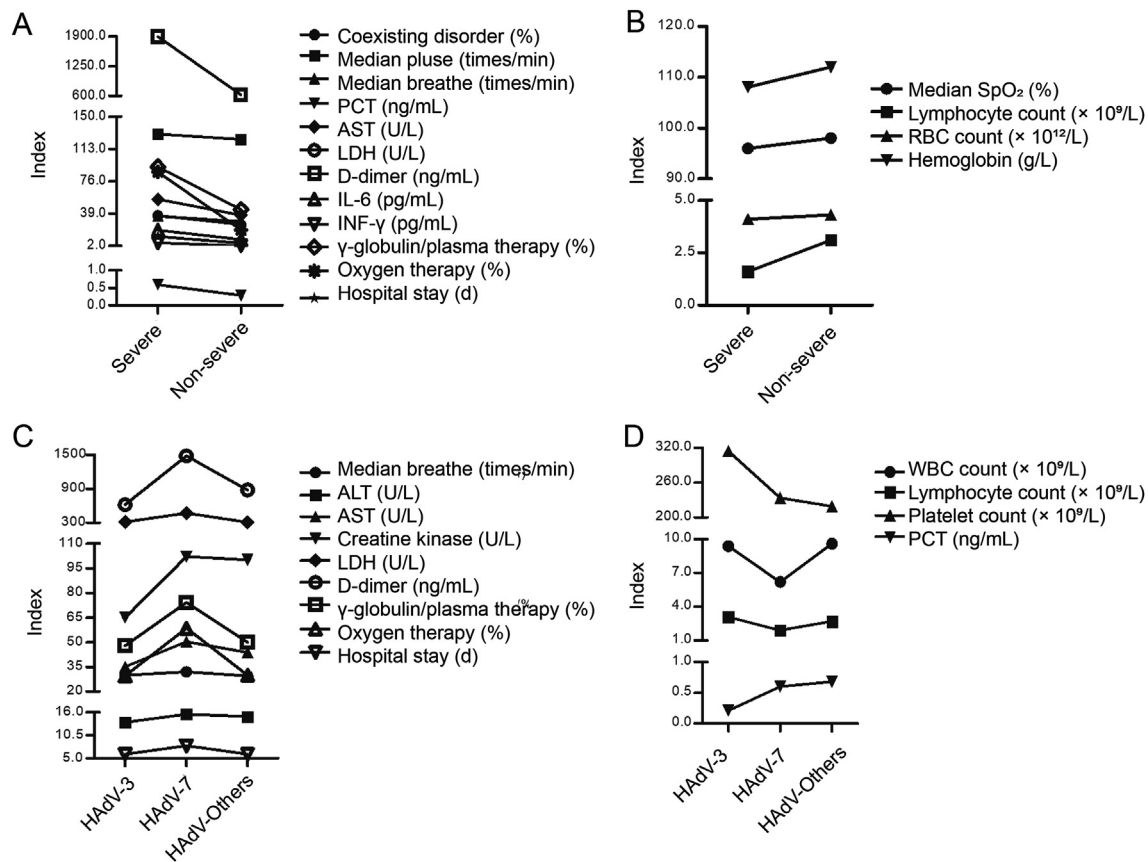 A
Index
1900.0
1250.0
600.0
150.0
113.0
76.0
39.0
2.0
1.0
0.5
0.0
Severe
Non-severe
Coexisting disorder (%)
Median pluse (times/min)
Median breathe (times/min)
PCT (ng/mL)
AST (U/L)
LDH (U/L)
D-dimer (ng/mL)
IL-6 (pg/mL)
INF-γ (pg/mL)
γ-globulin/plasma therapy (%)
Oxygen therapy (%)
Hospital stay (d)
B
Index
120.0
110.0
100.0
90.0
5.0
2.5
0.0
Severe
Non-severe
Median SpO₂ (%)
Lymphocyte count (× 10⁹/L)
RBC count (× 10¹²/L)
Hemoglobin (g/L)
C
Index
1500
900
300
110
95
80
65
50
35
20
16.0
10.5
5.0
HAdV-3
HAdV-7
HAdV-Others
Median breathe (times/min)
ALT (U/L)
AST (U/L)
Creatine kinase (U/L)
LDH (U/L)
D-dimer (ng/mL)
γ-globulin/plasma therapy (%)
Oxygen therapy (%)
Hospital stay (d)
D
Index
320.0
260.0
200.0
10.0
7.0
4.0
1.0
1.0
0.5
0.0
HAdV-3
HAdV-7
HAdV-Others
WBC count (× 10⁹/L)
Lymphocyte count (× 10⁹/L)
Platelet count (× 10⁹/L)
PCT (ng/mL)